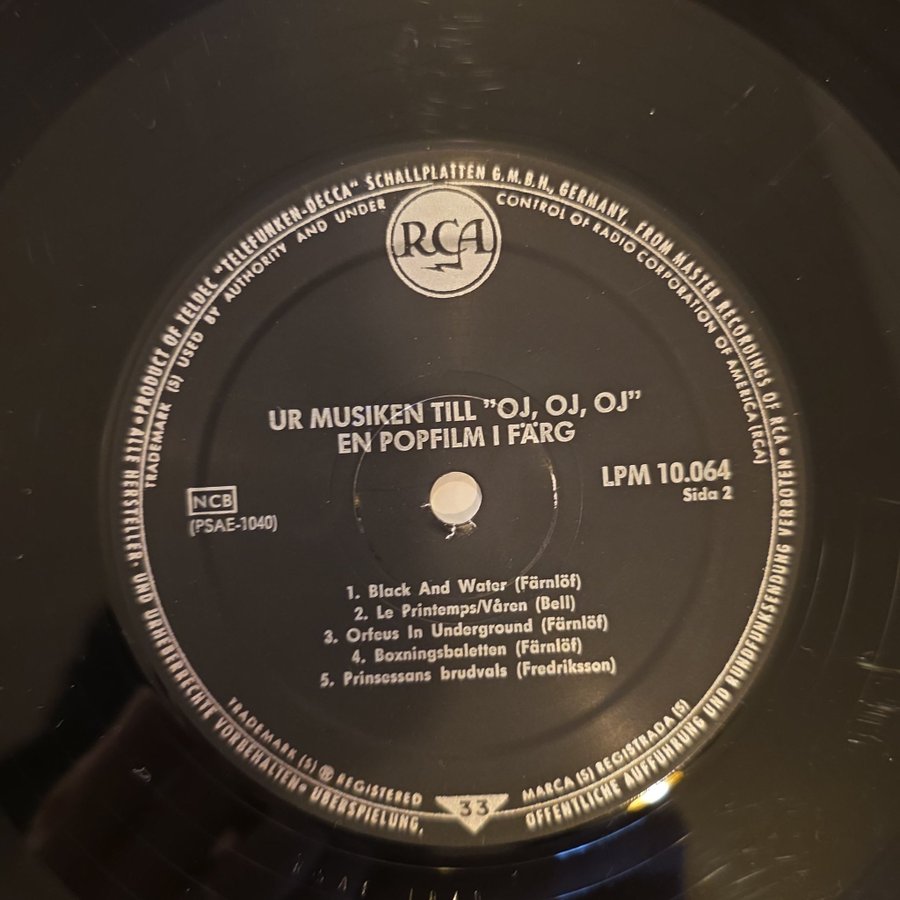 • PRODUCT OF TELDEC "TELEFUNKEN-DECCA" SCHALLPLATTEN G.M.B.H., GERMANY, FROM MASTER RECORDINGS OF RCA •
TRADEMARK (S) USED BY AUTHORITY AND UNDER CONTROL OF RADIO CORPORATION OF AMERICA (RCA)
RCA
UR MUSIKEN TILL "OJ, OJ, OJ"
EN POPFILM I FÄRG
LPM 10.064
Sida 2
NCB
(PSAE-1040)
1. Black And Water (Färnlöf)
2. Le Printemps/Våren (Bell)
3. Orfeus In Underground (Färnlöf)
4. Boxningsbaletten (Färnlöf)
5. Prinsessans brudvals (Fredriksson)
TRADEMARK (S) ® REGISTERED
33
MARCA (S) REGISTRADA (S)
ALLE HERSTELLER- UND URHEBERRECHTE VORBEHALTEN • ÜBERSPIELUNG, ÖFFENTLICHE AUFFÜHRUNG UND RUNDFUNKSENDUNG VERBOTEN